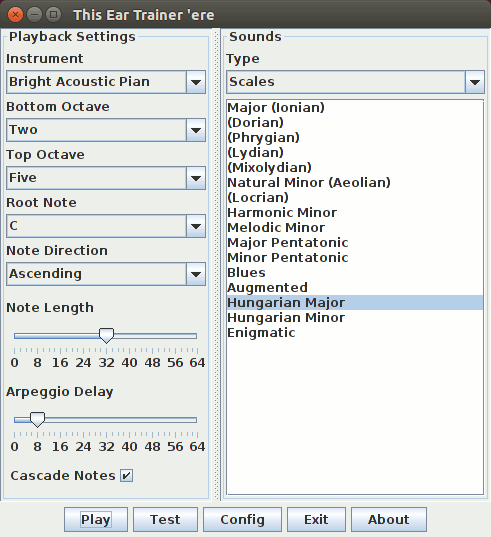 This Ear Trainer 'ere
Playback Settings
Instrument
Bright Acoustic Pian
Bottom Octave
Two
Top Octave
Five
Root Note
C
Note Direction
Ascending
Note Length
0 8 16 24 32 40 48 56 64
Arpeggio Delay
0 8 16 24 32 40 48 56 64
Cascade Notes
Sounds
Type
Scales
Major (Ionian)
(Dorian)
(Phrygian)
(Lydian)
(Mixolydian)
Natural Minor (Aeolian)
(Locrian)
Harmonic Minor
Melodic Minor
Major Pentatonic
Minor Pentatonic
Blues
Augmented
Hungarian Major
Hungarian Minor
Enigmatic
Play Test Config Exit About